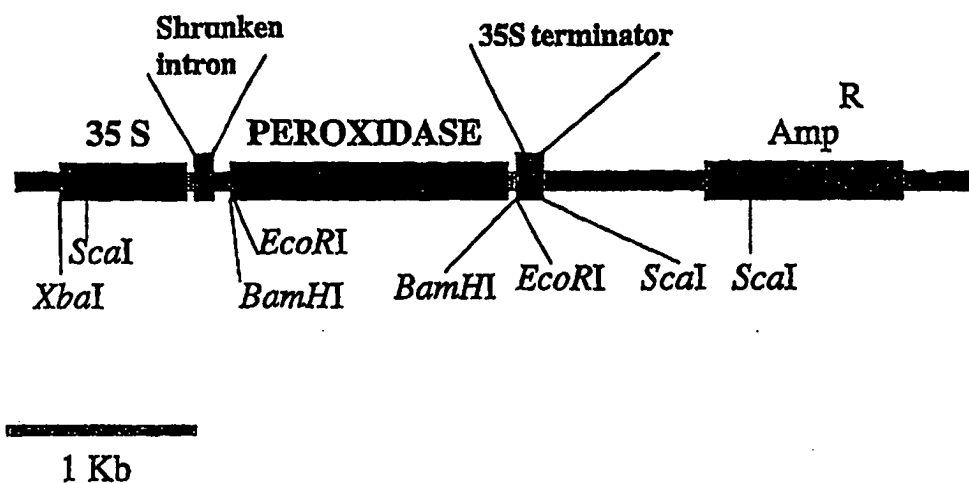 Shrunken
intron
35S terminator
R
35 S
PEROXIDASE
Amp
ScaI
EcoRI
XbaI
BamHI
BamHI
EcoRI
ScaI
ScaI
1 Kb